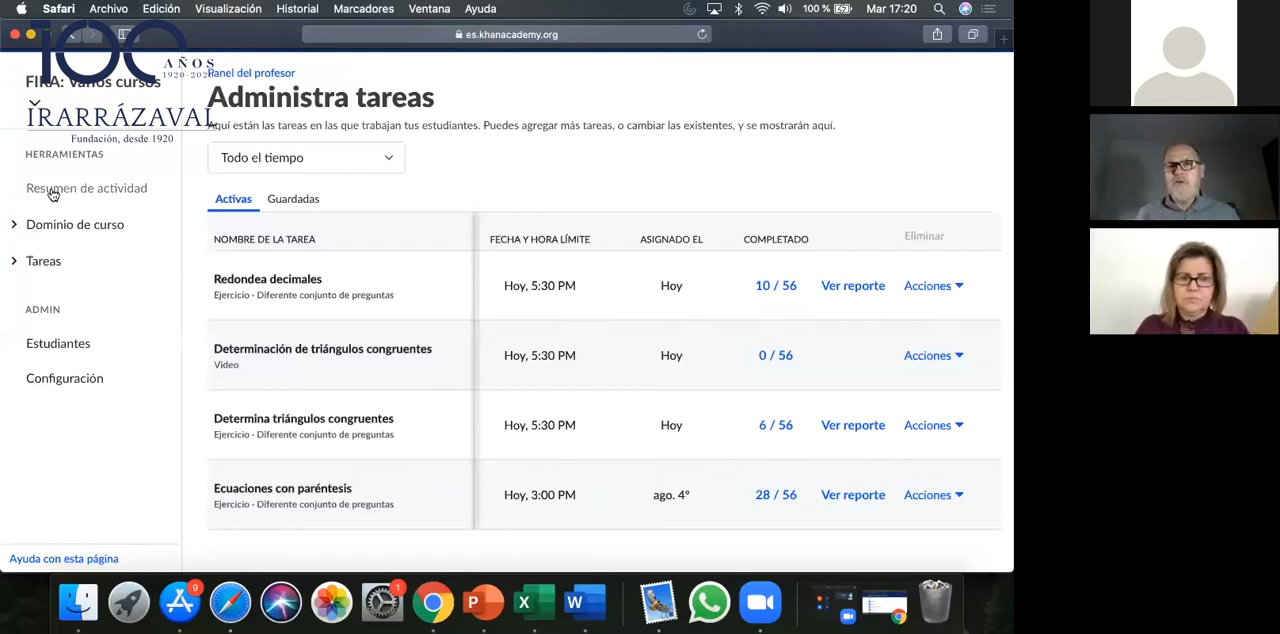 Safari Archivo Edición Visualización Historial Marcadores Ventana Ayuda 100 % Mar 17:20
es.khanacademy.org
100 AÑOS
1920-202
FIRA: Varios cursos
IRARRÁZAVAL
Fundación, desde 1920
HERRAMIENTAS
Resumen de actividad
Dominio de curso
Tareas
ADMIN
Estudiantes
Configuración
Ayuda con esta página
Panel del profesor
Administra tareas
Aquí están las tareas en las que trabajan tus estudiantes. Puedes agregar más tareas, o cambiar las existentes, y se mostrarán aquí.
Todo el tiempo
Activas Guardadas
NOMBRE DE LA TAREA FECHA Y HORA LÍMITE ASIGNADO EL COMPLETADO Eliminar
Redondea decimales Hoy, 5:30 PM Hoy 10 / 56 Ver reporte Acciones
Ejercicio · Diferente conjunto de preguntas
Determinación de triángulos congruentes Hoy, 5:30 PM Hoy 0 / 56 Acciones
Video
Determina triángulos congruentes Hoy, 5:30 PM Hoy 6 / 56 Ver reporte Acciones
Ejercicio · Diferente conjunto de preguntas
Ecuaciones con paréntesis Hoy, 3:00 PM ago. 4º 28 / 56 Ver reporte Acciones
Ejercicio · Diferente conjunto de preguntas
9 1 P X W